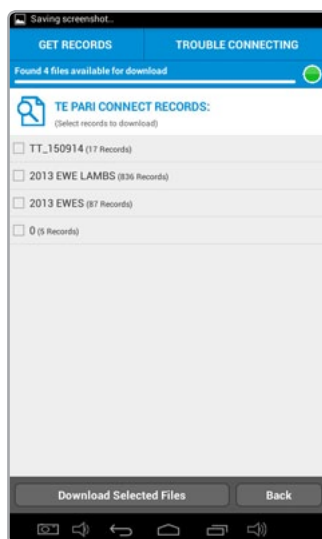 Saving screenshot...
GET RECORDS TROUBLE CONNECTING
Found 4 files available for download
TE PARI CONNECT RECORDS:
(Select records to download)
TT_150914 (17 Records)
2013 EWE LAMBS (836 Records)
2013 EWES (87 Records)
0 (5 Records)
Download Selected Files Back